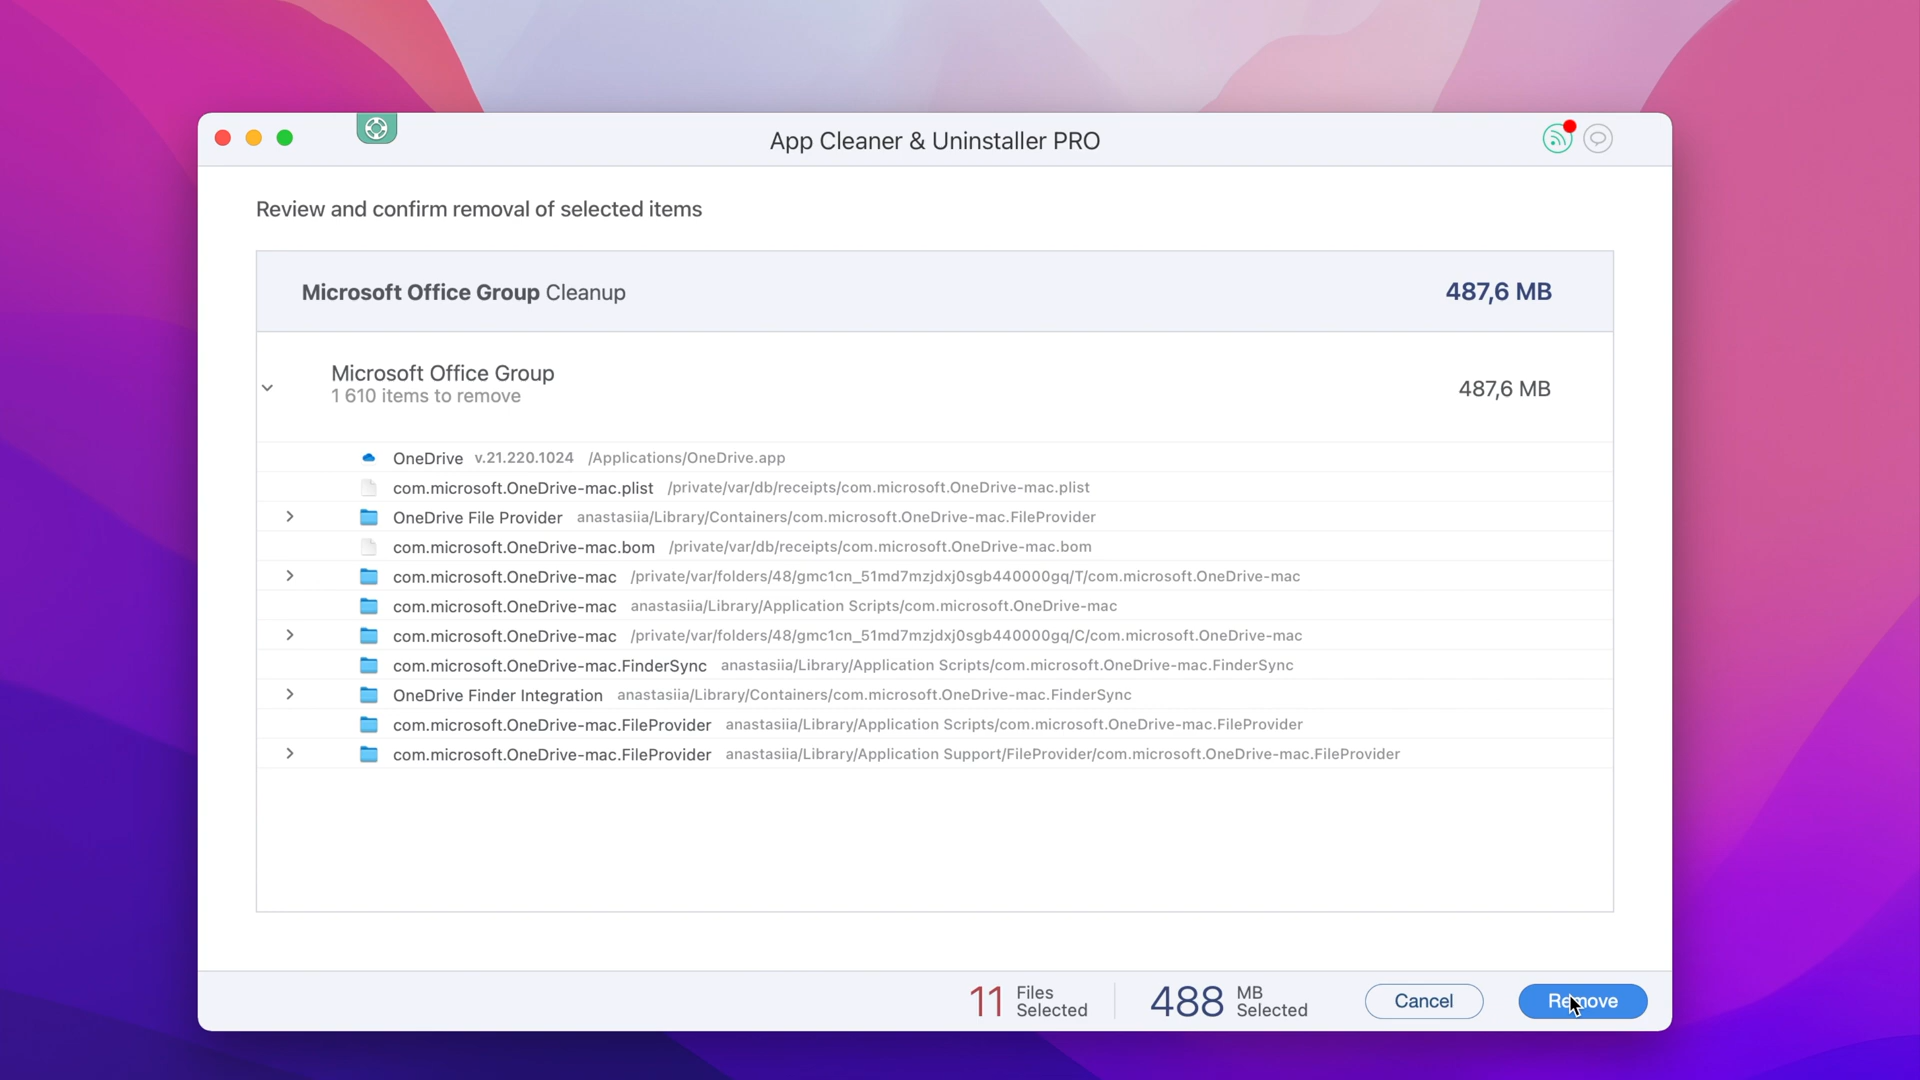 App Cleaner & Uninstaller PRO
Review and confirm removal of selected items
Microsoft Office Group Cleanup 487,6 MB
Microsoft Office Group
1 610 items to remove
487,6 MB
OneDrive v.21.220.1024 /Applications/OneDrive.app
com.microsoft.OneDrive-mac.plist /private/var/db/receipts/com.microsoft.OneDrive-mac.plist
OneDrive File Provider anastasiia/Library/Containers/com.microsoft.OneDrive-mac.FileProvider
com.microsoft.OneDrive-mac.bom /private/var/db/receipts/com.microsoft.OneDrive-mac.bom
com.microsoft.OneDrive-mac /private/var/folders/48/gmc1cn_51md7mzjdxj0sgb440000gq/T/com.microsoft.OneDrive-mac
com.microsoft.OneDrive-mac anastasiia/Library/Application Scripts/com.microsoft.OneDrive-mac
com.microsoft.OneDrive-mac /private/var/folders/48/gmc1cn_51md7mzjdxj0sgb440000gq/C/com.microsoft.OneDrive-mac
com.microsoft.OneDrive-mac.FinderSync anastasiia/Library/Application Scripts/com.microsoft.OneDrive-mac.FinderSync
OneDrive Finder Integration anastasiia/Library/Containers/com.microsoft.OneDrive-mac.FinderSync
com.microsoft.OneDrive-mac.FileProvider anastasiia/Library/Application Scripts/com.microsoft.OneDrive-mac.FileProvider
com.microsoft.OneDrive-mac.FileProvider anastasiia/Library/Application Support/FileProvider/com.microsoft.OneDrive-mac.FileProvider
11 Files Selected
488 MB Selected
Cancel
Remove